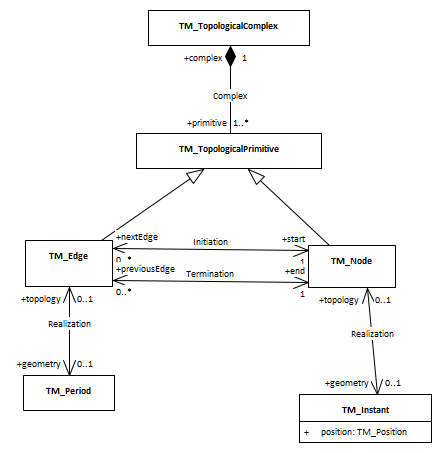 TM_TopologicalComplex
+complex 1
Complex
+primitive 1..*
TM_TopologicalPrimitive
+nextEdge Initiation +start
0..* 1
TM_Edge TM_Node
+previousEdge Termination +end
0..* 1
+topology 0..1 +topology 0..1
Realization Realization
+geometry 0..1 +geometry 0..1
TM_Period TM_Instant
+ position: TM_Position